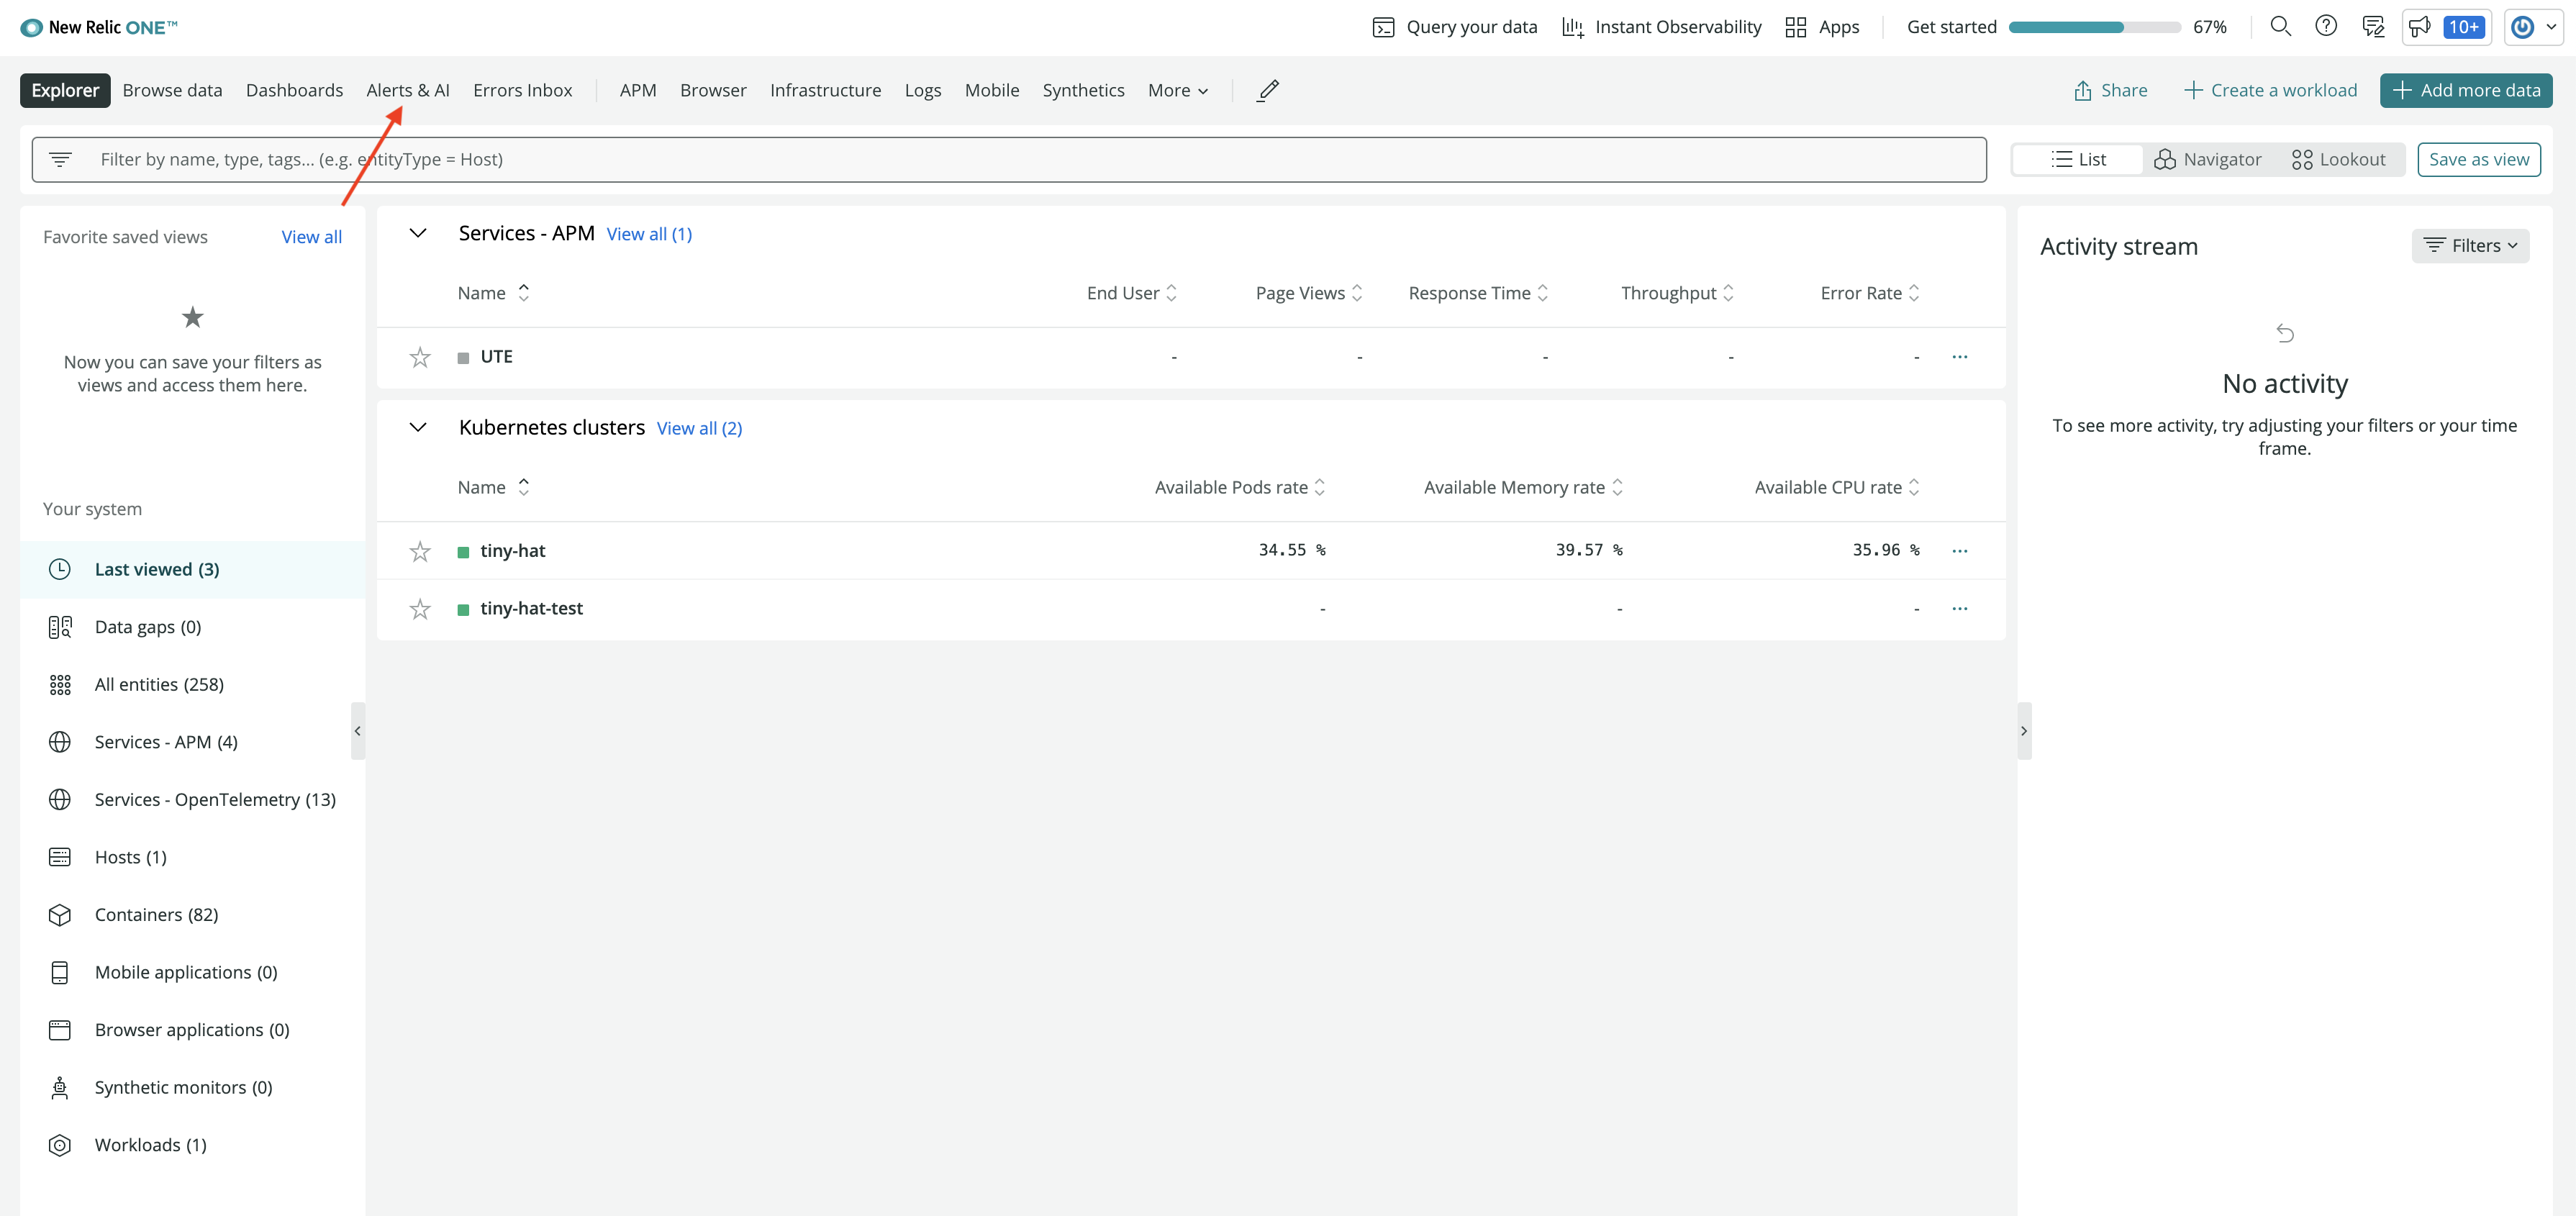 New Relic ONE™
Query your data
Instant Observability
Apps
Get started
67%
10+
Explorer
Browse data
Dashboards
Alerts & AI
Errors Inbox
APM
Browser
Infrastructure
Logs
Mobile
Synthetics
More
Share
Create a workload
Add more data
Filter by name, type, tags... (e.g. entityType = Host)
List
Navigator
Lookout
Save as view
Favorite saved views
View all
Now you can save your filters as
views and access them here.
Your system
Last viewed (3)
Data gaps (0)
All entities (258)
Services - APM (4)
Services - OpenTelemetry (13)
Hosts (1)
Containers (82)
Mobile applications (0)
Browser applications (0)
Synthetic monitors (0)
Workloads (1)
Services - APM View all (1)
Name End User Page Views Response Time Throughput Error Rate
UTE - - - - -
Kubernetes clusters View all (2)
Name Available Pods rate Available Memory rate Available CPU rate
tiny-hat 34.55 % 39.57 % 35.96 %
tiny-hat-test - - -
Activity stream
Filters
No activity
To see more activity, try adjusting your filters or your time
frame.